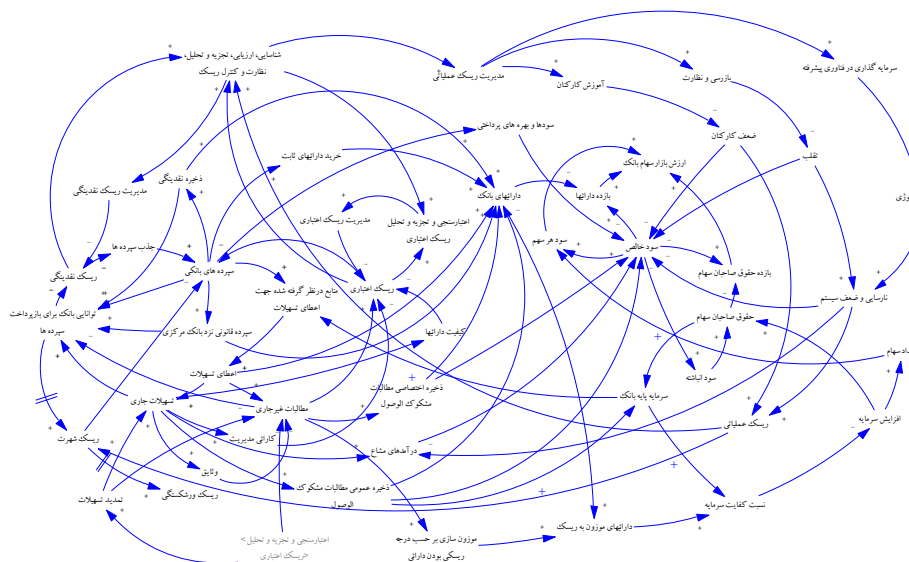 شناسایی، ارزیابی، تجزیه و تحلیل،
نظارت و کنترل ریسک
مدیریت ریسک عملیاتی
آموزش کارکنان
بازرسی و نظارت
سرمایه گذاری در فناوری پیشرفته
ضعف کارکنان
تقلب
سودها و بهره های پرداختی
خرید داراییهای ثابت
ارزش بازار سهام بانک
ذخیره نقدینگی
مدیریت ریسک نقدینگی
داراییهای بانک
بازده داراییها
مدیریت ریسک اعتباری
اعتبارسنجی و تجزیه و تحلیل
ریسک اعتباری
سود هر سهم
سود خالص
جذب سپرده ها
ریسک نقدینگی
سپرده های بانکی
منابع درنظر گرفته شده جهت
اعطای تسهیلات
ریسک اعتباری
بازده حقوق صاحبان سهام
نارسایی و ضعف سیستم
توانایی بانک برای بازپرداخت
سپرده ها
سپرده قانونی نزد بانک مرکزی
کیفیت داراییها
حقوق صاحبان سهام
اعطای تسهیلات
سود انباشته
ذخیره اختصاصی مطالبات
مشکوک الوصول
سرمایه پایه بانک
تسهیلات جاری
مطالبات غیرجاری
ریسک عملیاتی
افزایش سرمایه
ریسک شهرت
کارائی مدیریت
درآمدهای مشاع
وثایق
ریسک ورشکستگی
تمدید تسهیلات
ذخیره عمومی مطالبات مشکوک
الوصول
نسبت کفایت سرمایه
داراییهای موزون به ریسک
موزون سازی بر حسب درجه
ریسکی بودن دارائی
<اعتبارسنجی و تجزیه و تحلیل
ریسک اعتباری>